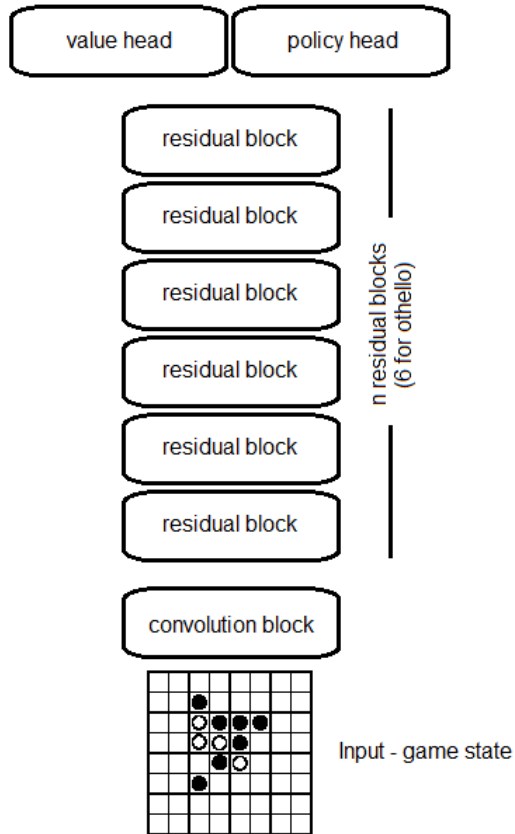 value head
policy head
residual block
residual block
residual block
residual block
residual block
residual block
n residual blocks
(6 for othello)
convolution block
Input - game state